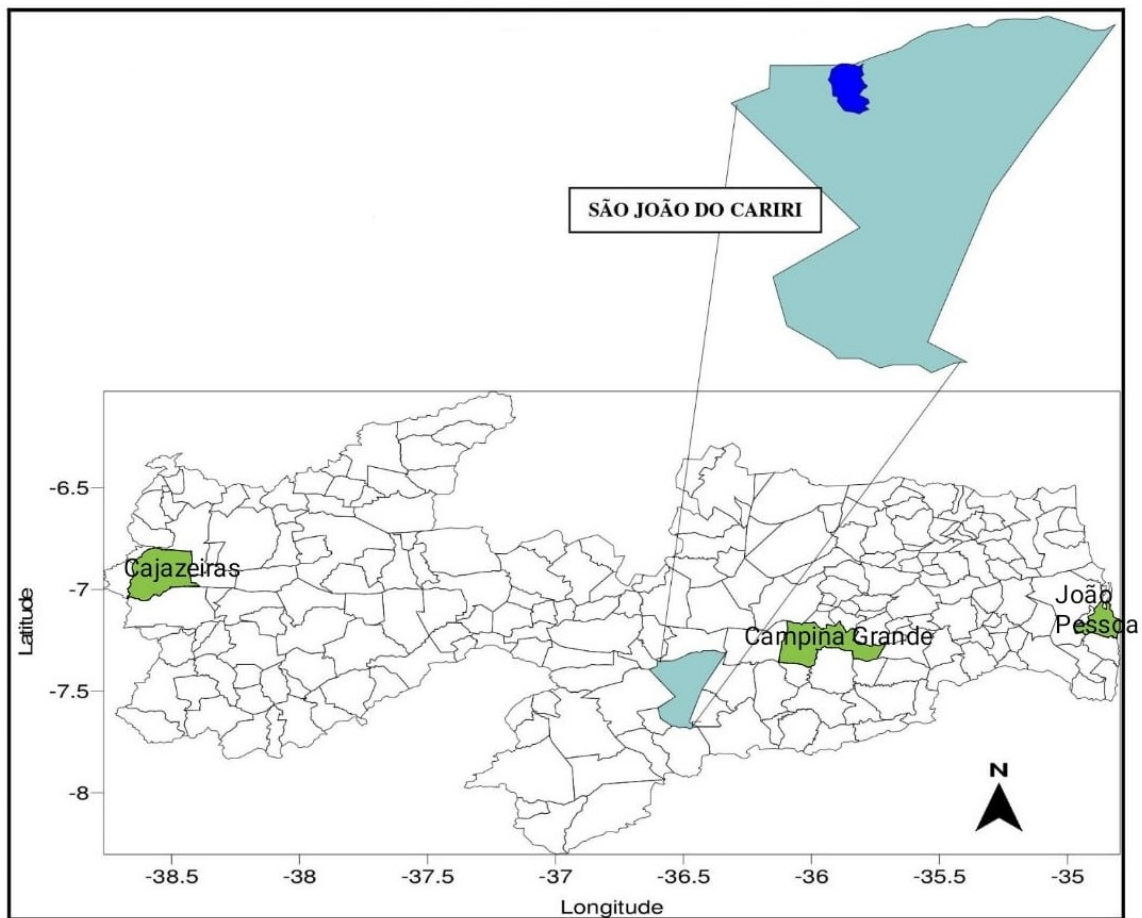 SÃO JOÃO DO CARIRI
-6.5
Cajazeiras
-7
João
Pessoa
Campina Grande
Latitude
-7.5
N
-8
-38.5 -38 -37.5 -37 -36.5 -36 -35.5 -35
Longitude